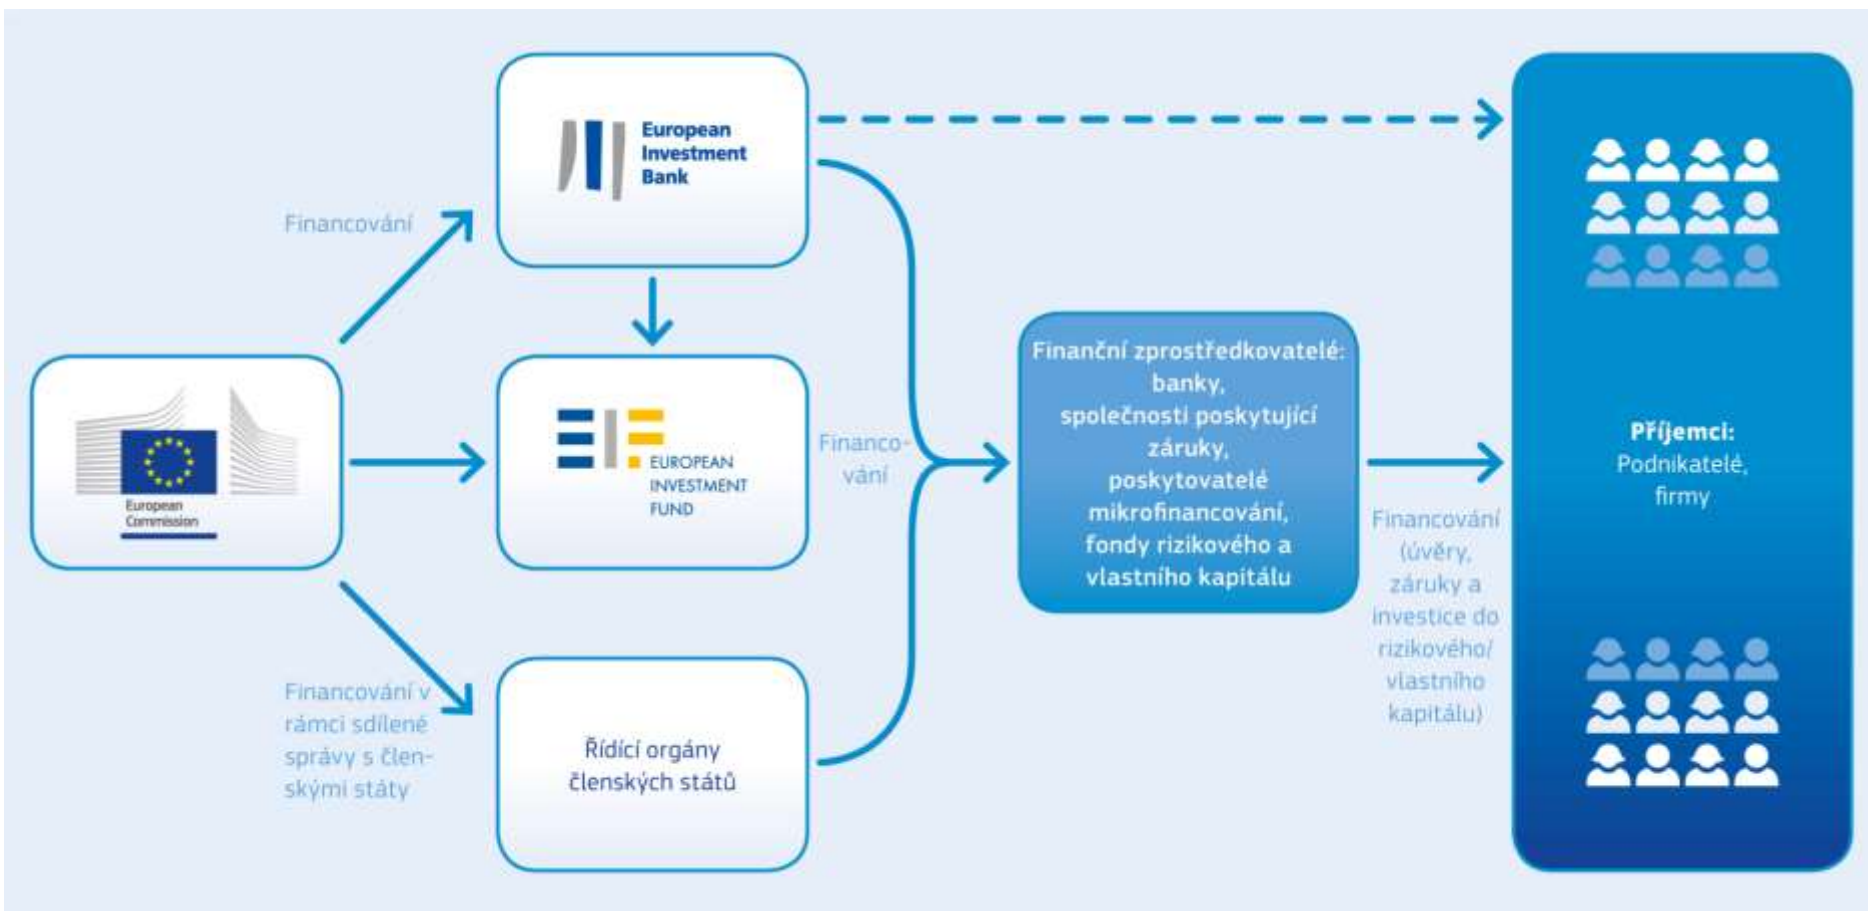 European
Investment
Bank
Financování
European
Commission
EUROPEAN
INVESTMENT
FUND
Financo-
vání
Financování v
rámci sdílené
správy s člen-
skými státy
Řídící orgány
členských států
Finanční zprostředkovatelé:
banky,
společnosti poskytující
záruky,
poskytovatelé
mikrofinancování,
fondy rizikového a
vlastního kapitálu
Financování
(úvěry,
záruky a
investice do
rizikového/
vlastního
kapitálu)
Příjemci:
Podnikatelé,
firmy